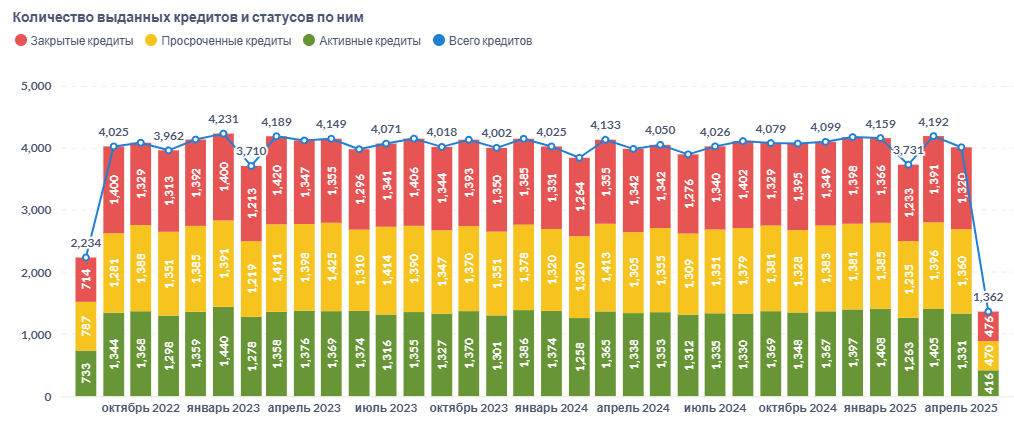 Количество выданных кредитов и статусов по ним
Закрытые кредиты Просроченные кредиты Активные кредиты Всего кредитов
5,000
4,000
3,000
2,000
1,000
0
2,234 4,025 3,962 4,231 3,710 4,189 4,149 4,071 4,018 4,002 4,025 4,133 4,050 4,026 4,079 4,099 4,159 3,731 4,192 1,362
714 1,400 1,329 1,313 1,392 1,400 1,213 1,420 1,347 1,355 1,296 1,341 1,406 1,344 1,393 1,350 1,385 1,331 1,264 1,355 1,342 1,342 1,276 1,340 1,402 1,329 1,395 1,349 1,398 1,366 1,233 1,391 1,320 476
787 1,281 1,388 1,351 1,385 1,391 1,219 1,411 1,398 1,425 1,310 1,414 1,390 1,347 1,370 1,351 1,378 1,320 1,320 1,413 1,305 1,355 1,309 1,351 1,379 1,381 1,328 1,383 1,381 1,385 1,235 1,396 1,360 470
733 1,344 1,368 1,298 1,359 1,440 1,278 1,358 1,376 1,369 1,374 1,316 1,355 1,327 1,370 1,301 1,386 1,374 1,258 1,365 1,338 1,353 1,312 1,335 1,330 1,369 1,348 1,367 1,397 1,408 1,263 1,405 1,331 416
октябрь 2022 январь 2023 апрель 2023 июль 2023 октябрь 2023 январь 2024 апрель 2024 июль 2024 октябрь 2024 январь 2025 апрель 2025